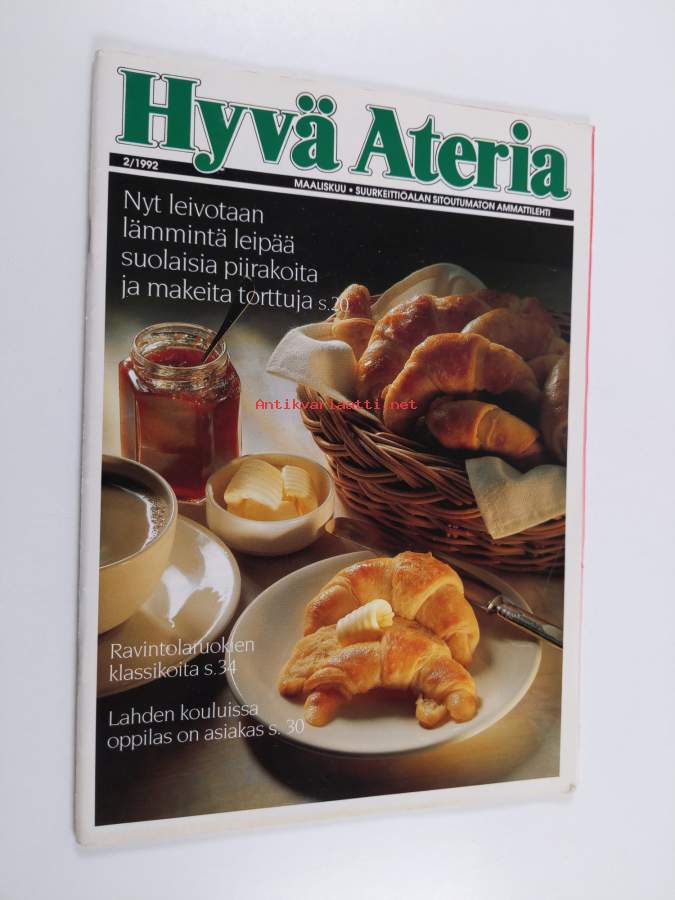 Hyvä Ateria
2/1992
MAALISKUU • SUURKEITTIÖALAN SITOUTUMATON AMMATTILEHTI
Nyt leivotaan
lämmintä leipää
suolaisia piirakoita
ja makeita torttuja s.20
Antikvariaatti.net
Ravintolaruokien
klassikoita s.34
Lahden kouluissa
oppilas on asiakas s. 30